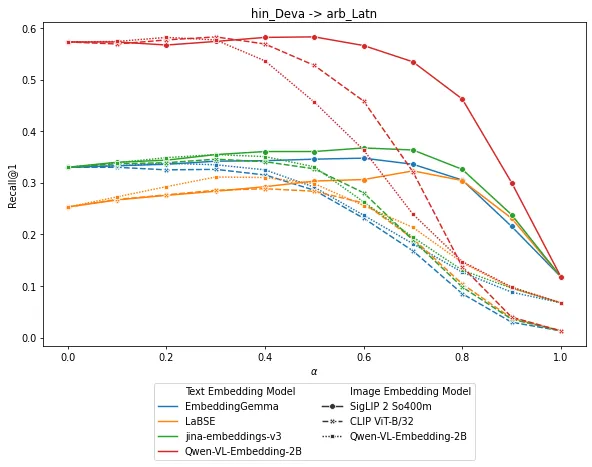 hin_Deva -> arb_Latn
0.6
0.5
0.4
0.3
0.2
0.1
0.0
Recall@1
0.0 0.2 0.4 0.6 0.8 1.0
α
Text Embedding Model Image Embedding Model
EmbeddingGemma SigLIP 2 So400m
LaBSE CLIP ViT-B/32
jina-embeddings-v3 Qwen-VL-Embedding-2B
Qwen-VL-Embedding-2B